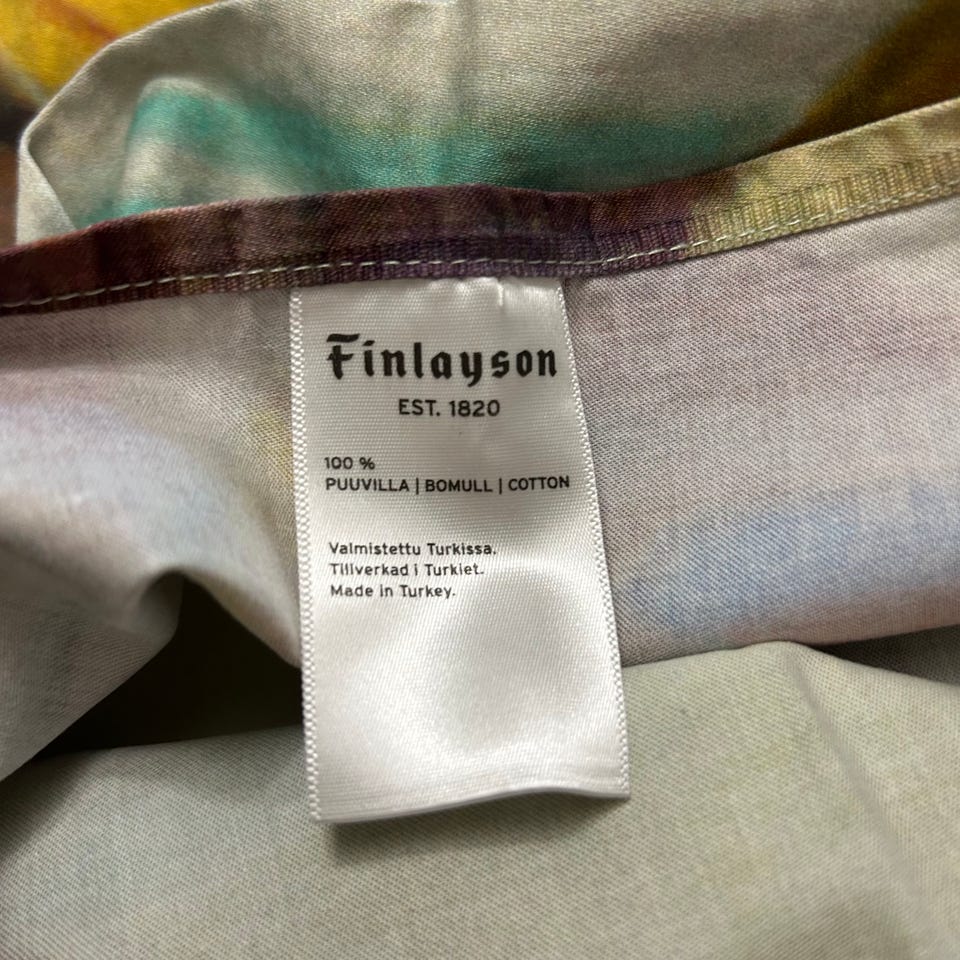 Finlayson
EST. 1820
100 %
PUUVILLA | BOMULL | COTTON
Valmistettu Turkissa.
Tillverkad i Turkiet.
Made in Turkey.